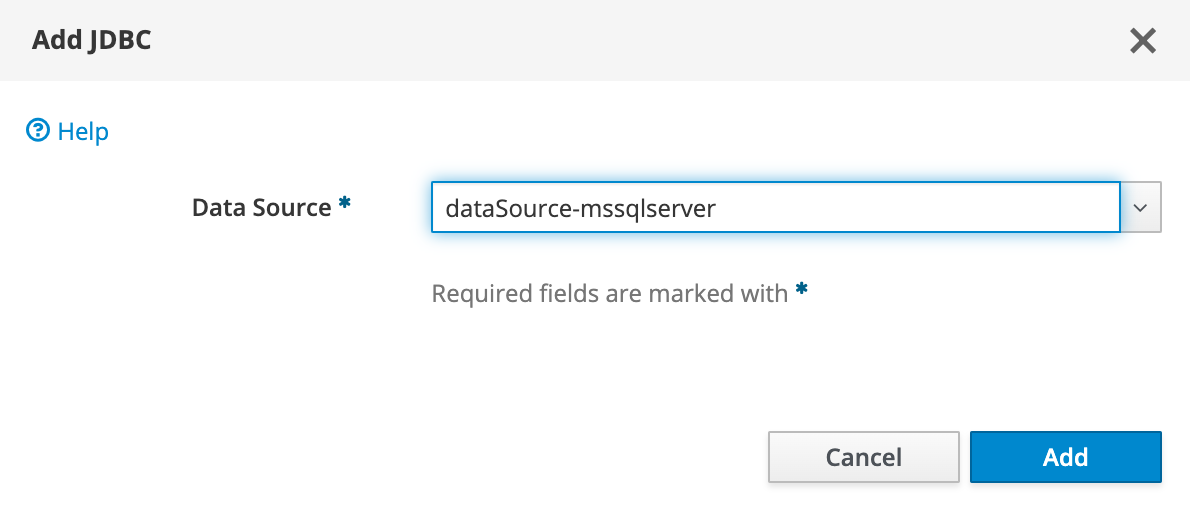 Add JDBC
Help
Data Source *
dataSource-mssqlserver
Required fields are marked with *
Cancel
Add